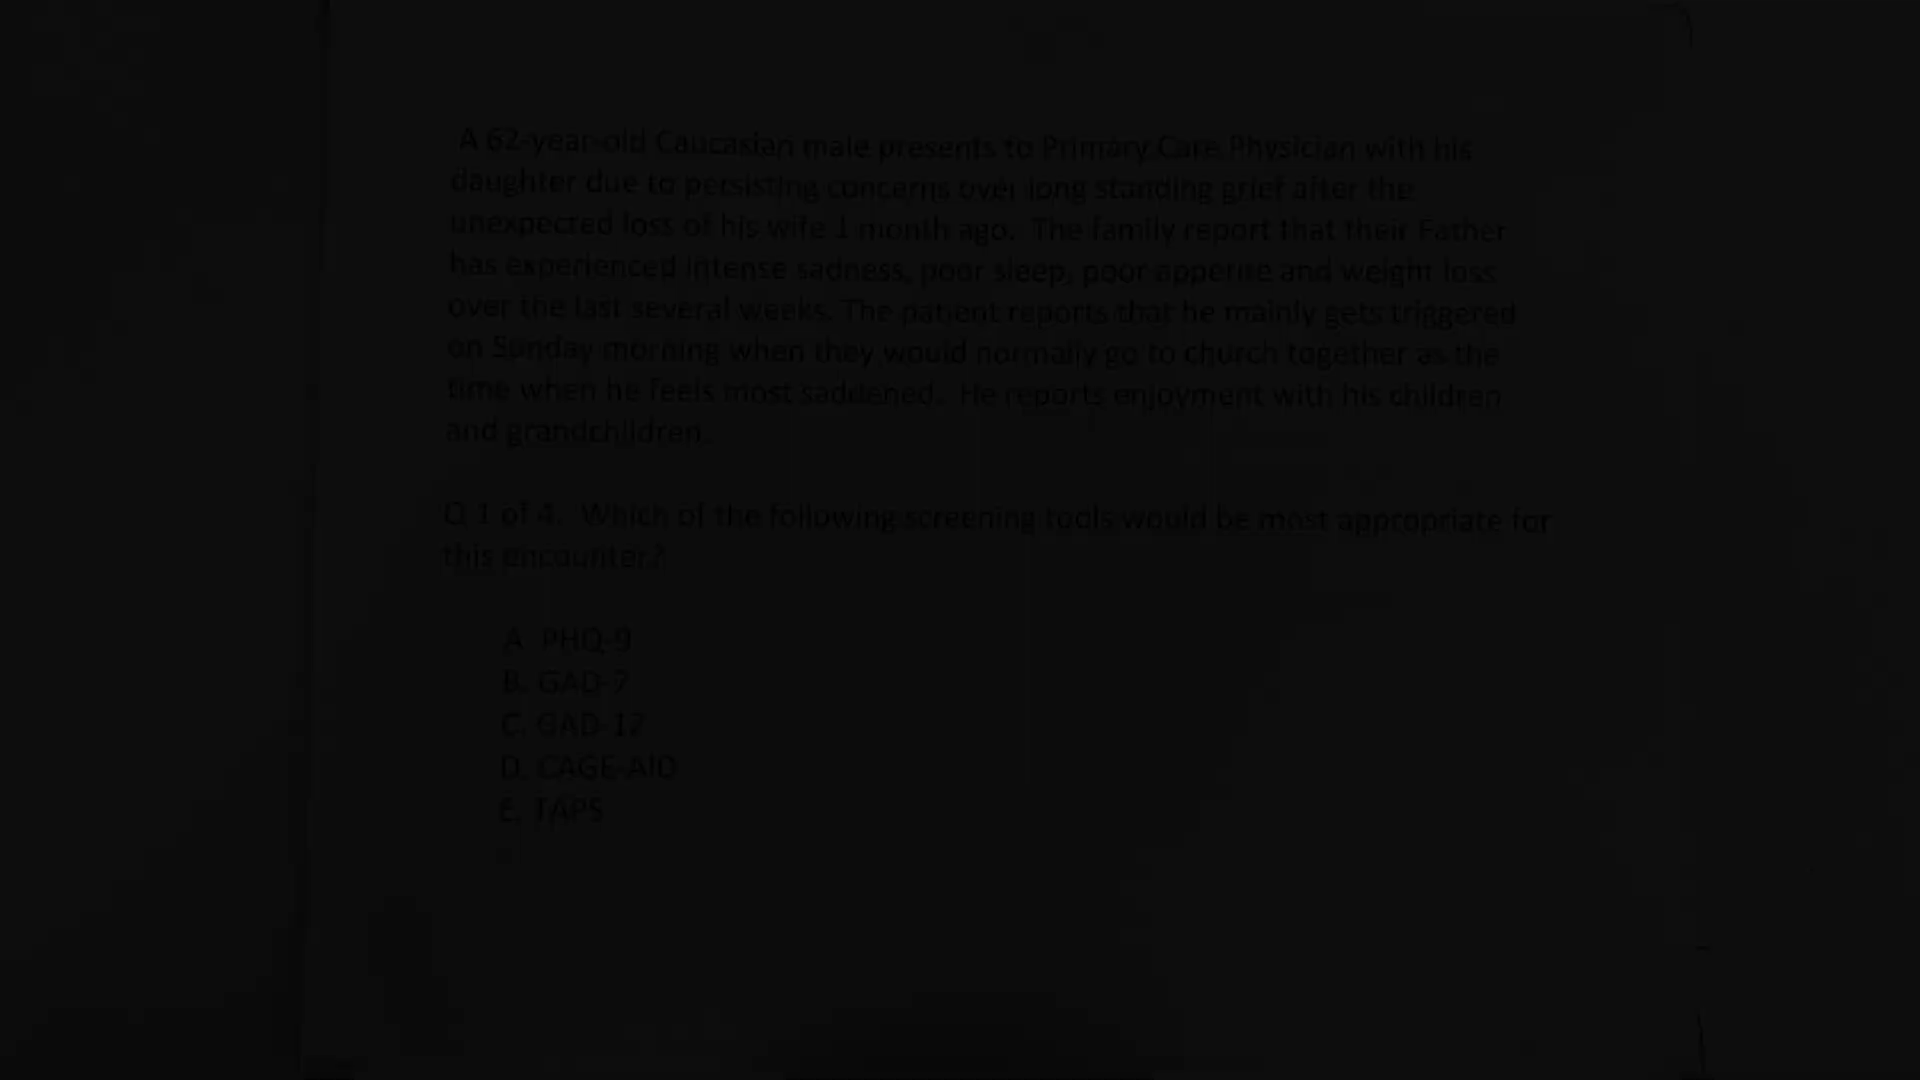 A 62-year-old Caucasian male presents to Primary Care Physician with his
daughter due to persisting concerns over long standing grief after the
unexpected loss of his wife 1 month ago. The family report that their Father
has experienced intense sadness, poor sleep, poor appetite and weight loss
over the last several weeks. The patient reports that he mainly gets triggered
on Sunday morning when they would normally go to church together as the
time when he feels most saddened. He reports enjoyment with his children
and grandchildren.
Q 1 of 4. Which of the following screening tools would be most appropriate for
this encounter?
A. PHQ-9
B. GAD-7
C. GAD-12
D. CAGE-AID
E. TAPS